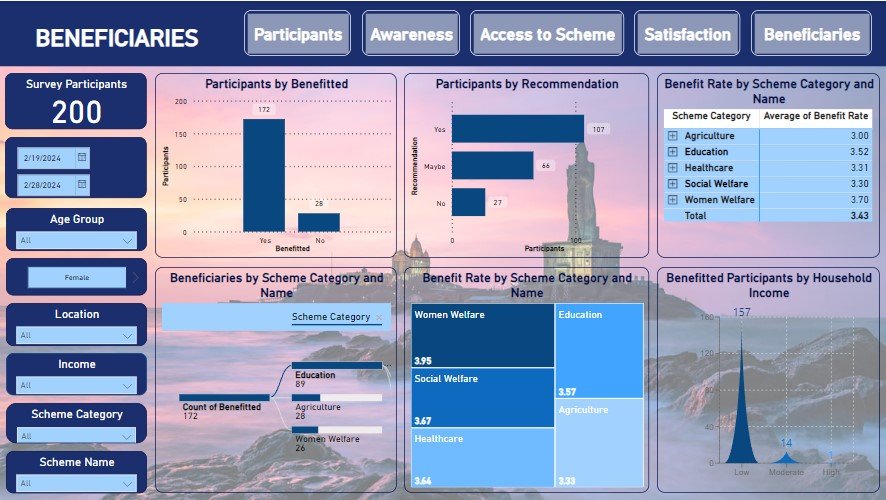 BENEFICIARIES
Participants
Awareness
Access to Scheme
Satisfaction
Beneficiaries
Survey Participants
200
2/19/2024
2/28/2024
Age Group
All
Female
Location
All
Income
All
Scheme Category
All
Scheme Name
All
Participants by Benefitted
Participants
200
150
100
50
0
172
28
Yes
No
Benefitted
Participants by Recommendation
Recommendation
Yes
107
Maybe
66
No
27
0
100
Participants
Benefit Rate by Scheme Category and
Name
Scheme Category Average of Benefit Rate
Agriculture 3.00
Education 3.52
Healthcare 3.31
Social Welfare 3.30
Women Welfare 3.70
Total 3.43
Beneficiaries by Scheme Category and
Name
Scheme Category
Count of Benefitted
172
Education
89
Agriculture
28
Women Welfare
26
Benefit Rate by Scheme Category and
Name
Women Welfare
3.95
Social Welfare
3.67
Healthcare
3.64
Education
3.57
Agriculture
3.33
Benefitted Participants by Household
Income
160
120
80
40
0
157
14
1
Low
Moderate
High